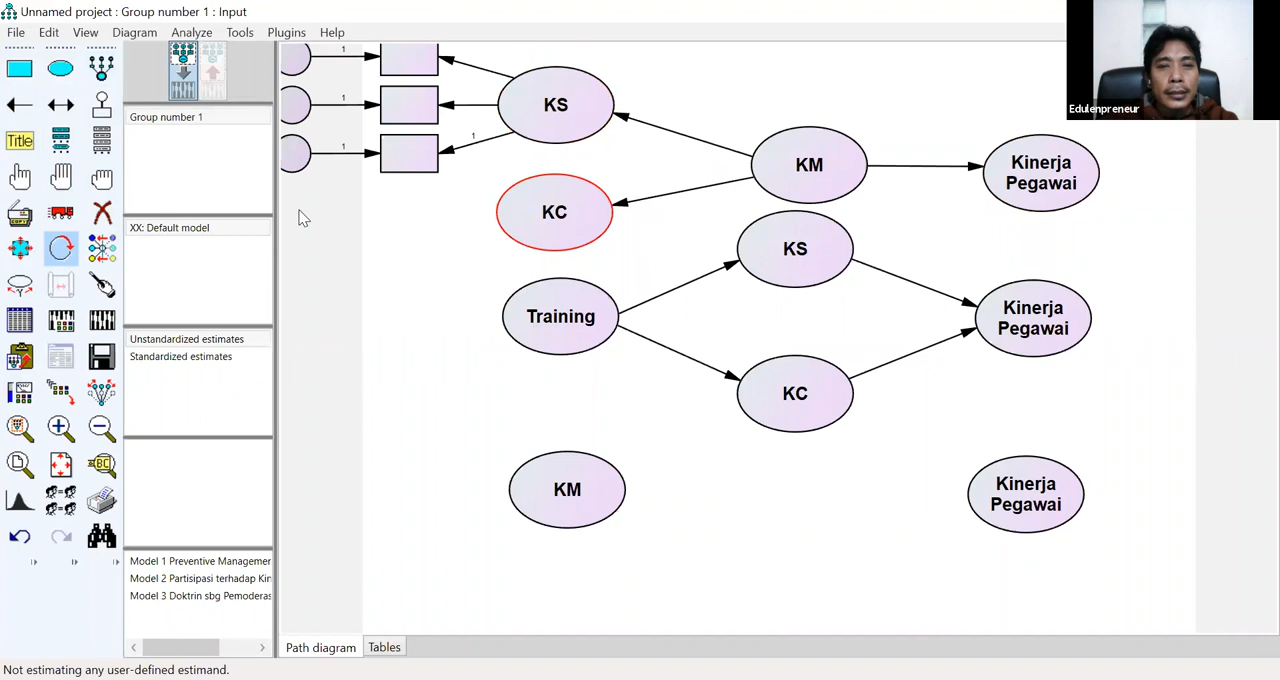 Unnamed project : Group number 1 : Input
File Edit View Diagram Analyze Tools Plugins Help
Edulenpreneur
Title
Group number 1
XX: Default model
Unstandardized estimates
Standardized estimates
Model 1 Preventive Managemer
Model 2 Partisipasi terhadap Kin
Model 3 Doktrin sbg Pemoderas
1
1
1
1
KS
KM
Kinerja
Pegawai
KC
KS
Training
Kinerja
Pegawai
KC
KM
Kinerja
Pegawai
Path diagram Tables
Not estimating any user-defined estimand.